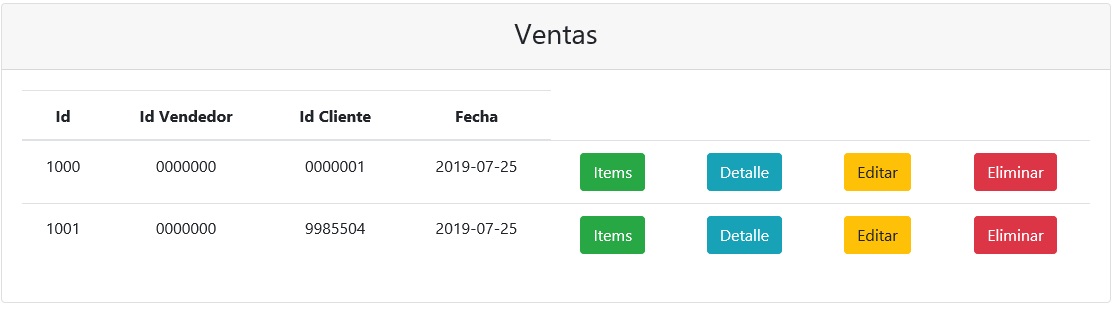 Ventas
Id Id Vendedor Id Cliente Fecha
1000 0000000 0000001 2019-07-25 Items Detalle Editar Eliminar
1001 0000000 9985504 2019-07-25 Items Detalle Editar Eliminar